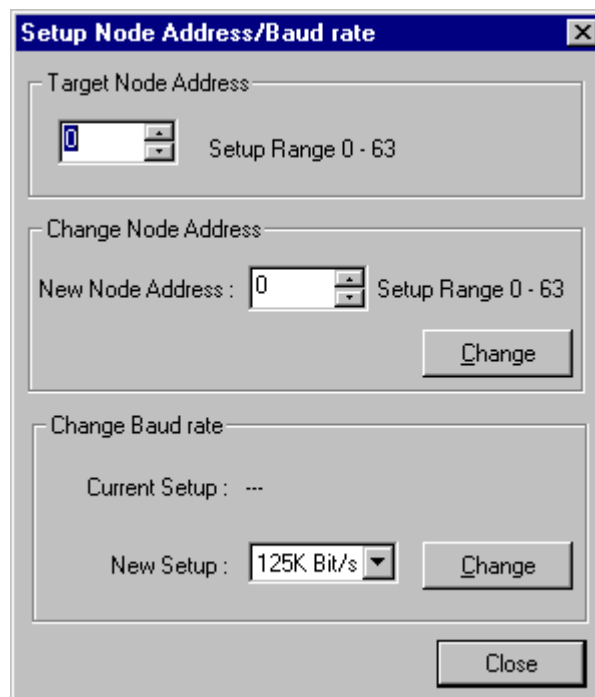 Setup Node Address/Baud rate
Target Node Address
0 Setup Range 0 - 63
Change Node Address
New Node Address : 0 Setup Range 0 - 63
Change
Change Baud rate
Current Setup : ---
New Setup : 125K Bit/s Change
Close